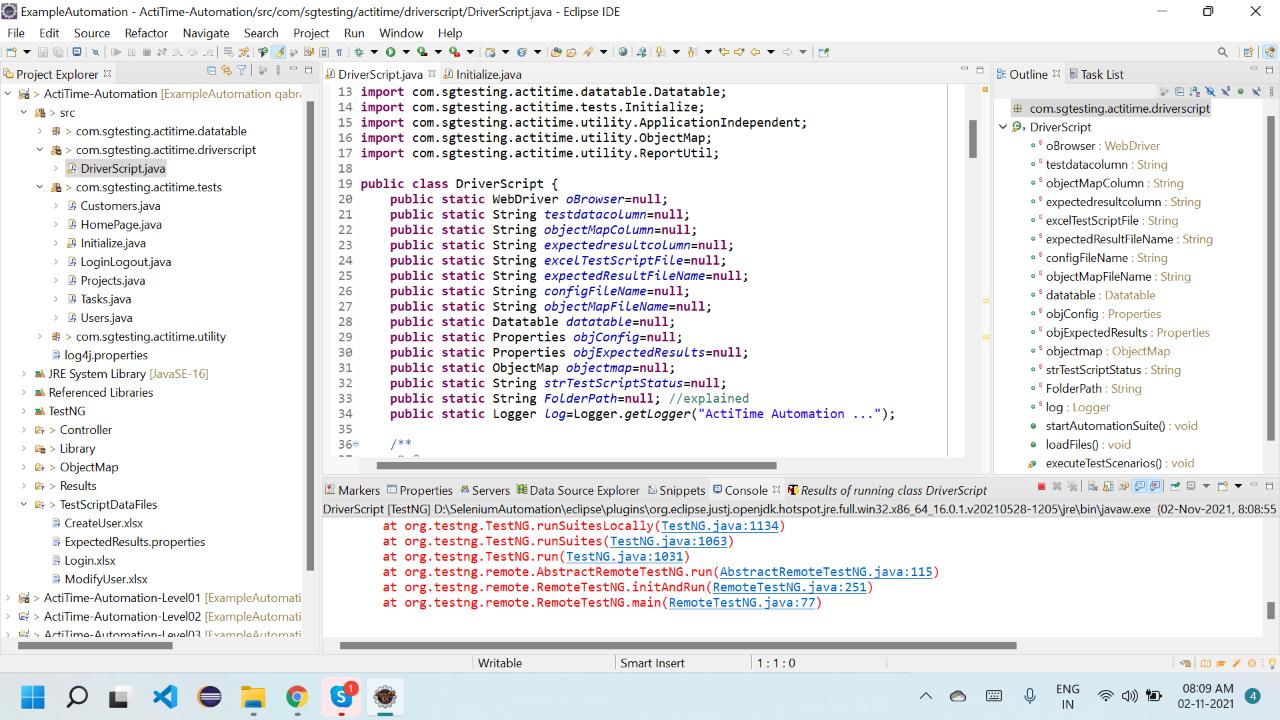 ExampleAutomation - ActiTime-Automation/src/com/sgtesting/actitime/driverscript/DriverScript.java - Eclipse IDE
File Edit Source Refactor Navigate Search Project Run Window Help
Project Explorer
> ActiTime-Automation [ExampleAutomation qabra
> src
> com.sgtesting.actitime.datatable
> com.sgtesting.actitime.driverscript
DriverScript.java
> com.sgtesting.actitime.tests
Customers.java
HomePage.java
Initialize.java
LoginLogout.java
Projects.java
Tasks.java
Users.java
> com.sgtesting.actitime.utility
log4j.properties
JRE System Library [JavaSE-16]
Referenced Libraries
TestNG
> Controller
> Library
> ObjectMap
> Results
> TestScriptDataFiles
CreateUser.xlsx
ExpectedResults.properties
Login.xlsx
ModifyUser.xlsx
> ActiTime-Automation-Level01 [ExampleAutomati
> ActiTime-Automation-Level02 [ExampleAutomati
> ActiTime-Automation-Level03 [ExampleAutomati
DriverScript.java Initialize.java
13 import com.sgtesting.actitime.datatable.Datatable;
14 import com.sgtesting.actitime.tests.Initialize;
15 import com.sgtesting.actitime.utility.ApplicationIndependent;
16 import com.sgtesting.actitime.utility.ObjectMap;
17 import com.sgtesting.actitime.utility.ReportUtil;
18
19 public class DriverScript {
20 public static WebDriver oBrowser=null;
21 public static String testdatacolumn=null;
22 public static String objectMapColumn=null;
23 public static String expectedresultcolumn=null;
24 public static String excelTestScriptFile=null;
25 public static String expectedResultFileName=null;
26 public static String configFileName=null;
27 public static String objectMapFileName=null;
28 public static Datatable datatable=null;
29 public static Properties objConfig=null;
30 public static Properties objExpectedResults=null;
31 public static ObjectMap objectmap=null;
32 public static String strTestScriptStatus=null;
33 public static String FolderPath=null; //explained
34 public static Logger log=Logger.getLogger("ActiTime Automation ...");
35
36 /**
Outline Task List
com.sgtesting.actitime.driverscript
DriverScript
oBrowser : WebDriver
testdatacolumn : String
objectMapColumn : String
expectedresultcolumn : String
excelTestScriptFile : String
expectedResultFileName : String
configFileName : String
objectMapFileName : String
datatable : Datatable
objConfig : Properties
objExpectedResults : Properties
objectmap : ObjectMap
strTestScriptStatus : String
FolderPath : String
log : Logger
startAutomationSuite() : void
loadFiles() : void
executeTestScenarios() : void
Markers Properties Servers Data Source Explorer Snippets Console Results of running class DriverScript
DriverScript [TestNG] D:\SeleniumAutomation\eclipse\plugins\org.eclipse.justj.openjdk.hotspot.jre.full.win32.x86_64_16.0.1.v20210528-1205\jre\bin\javaw.exe (02-Nov-2021, 8:08:55
at org.testng.TestNG.runSuitesLocally(TestNG.java:1134)
at org.testng.TestNG.runSuites(TestNG.java:1063)
at org.testng.TestNG.run(TestNG.java:1031)
at org.testng.remote.AbstractRemoteTestNG.run(AbstractRemoteTestNG.java:115)
at org.testng.remote.RemoteTestNG.initAndRun(RemoteTestNG.java:251)
at org.testng.remote.RemoteTestNG.main(RemoteTestNG.java:77)
Writable Smart Insert 1 : 1 : 0
1
ENG
IN
08:09 AM
02-11-2021
4